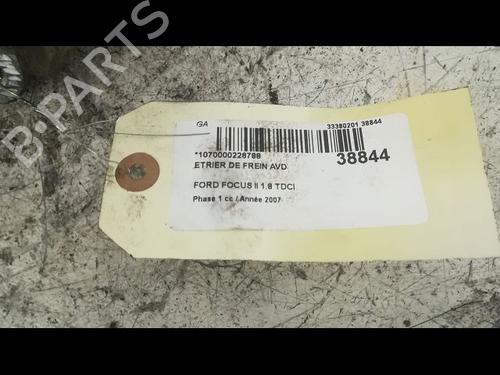 GA
33380201 38844
*1070000226788
38844
ETRIER DE FREIN AVD
FORD FOCUS II 1.8 TDCI
Phase 1 cc / Année 2007
B-PARTS